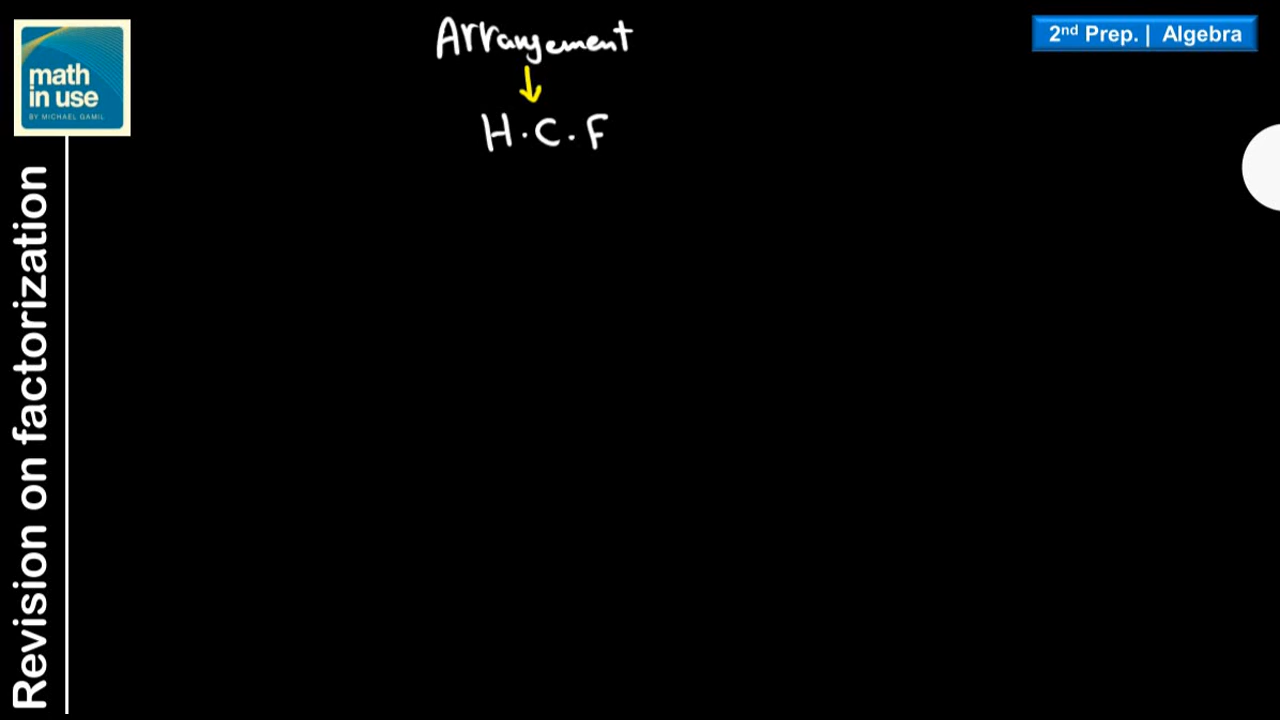 math
in use
BY MICHAEL GAMIL
Arrangement
H.C.F
2nd Prep. | Algebra
Revision on factorization